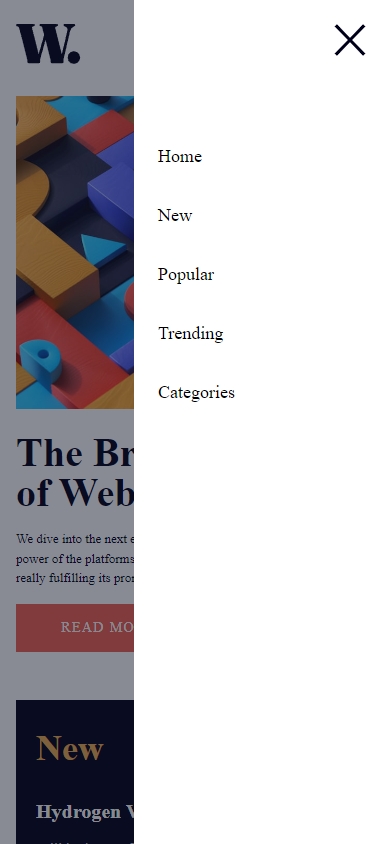 W.
Home
New
Popular
Trending
Categories
The Br
of Web
We dive into the next e
power of the platforms
really fulfilling its pro
READ MO
New
Hydrogen V